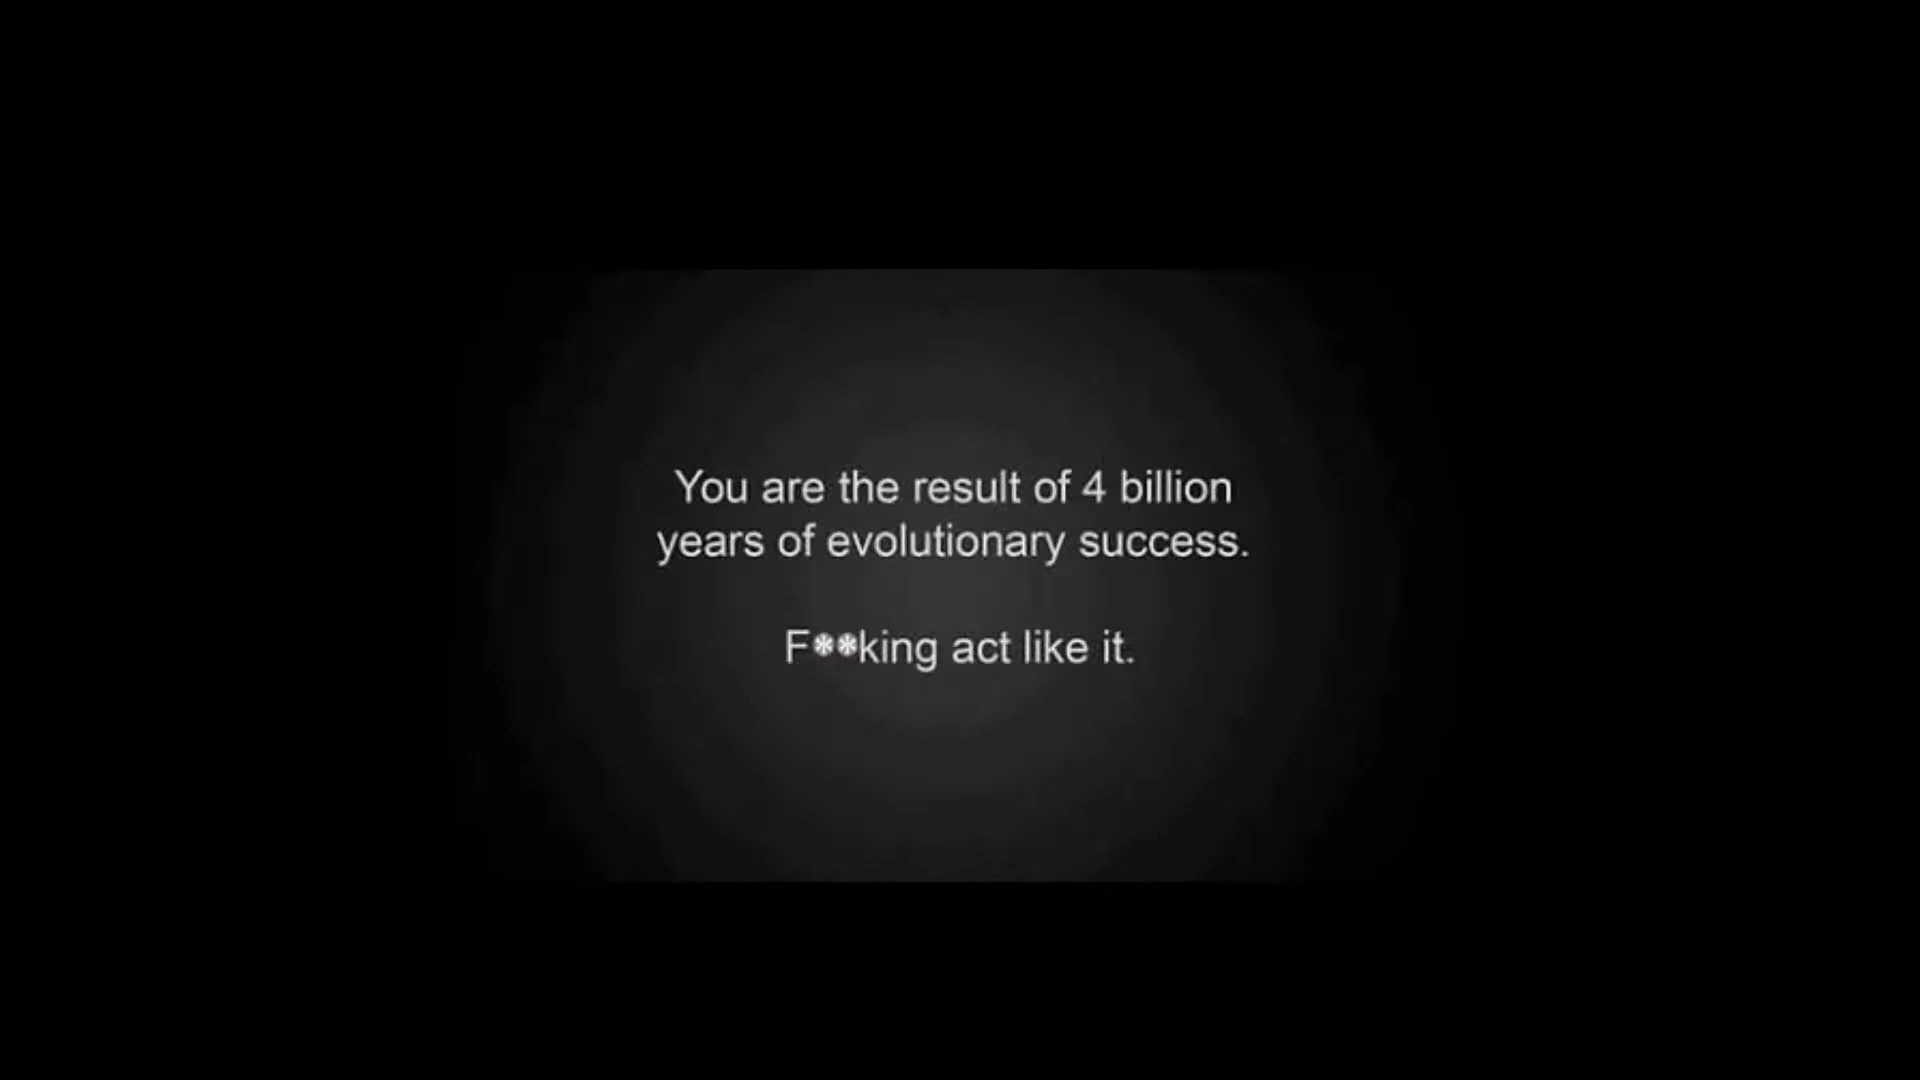 You are the result of 4 billion
years of evolutionary success.
F**king act like it.